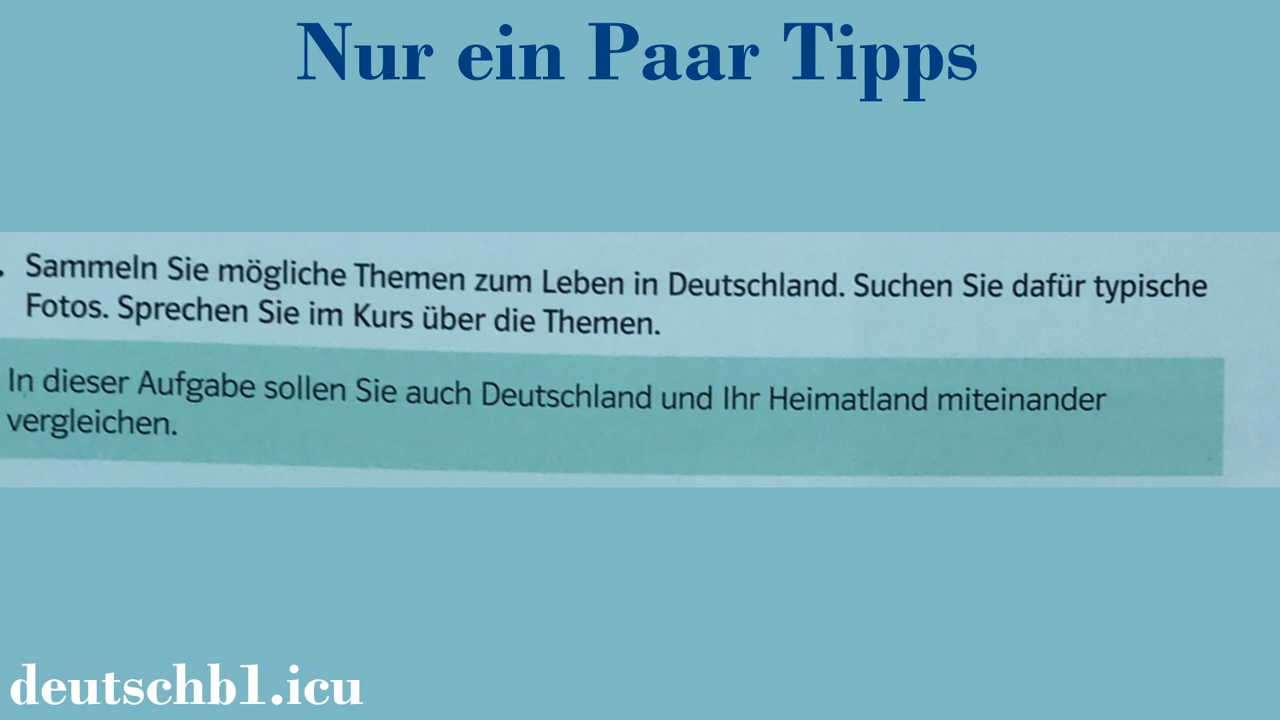 Nur ein Paar Tipps
. Sammeln Sie mögliche Themen zum Leben in Deutschland. Suchen Sie dafür typische
Fotos. Sprechen Sie im Kurs über die Themen.
In dieser Aufgabe sollen Sie auch Deutschland und Ihr Heimatland miteinander
vergleichen.
deutschb1.icu